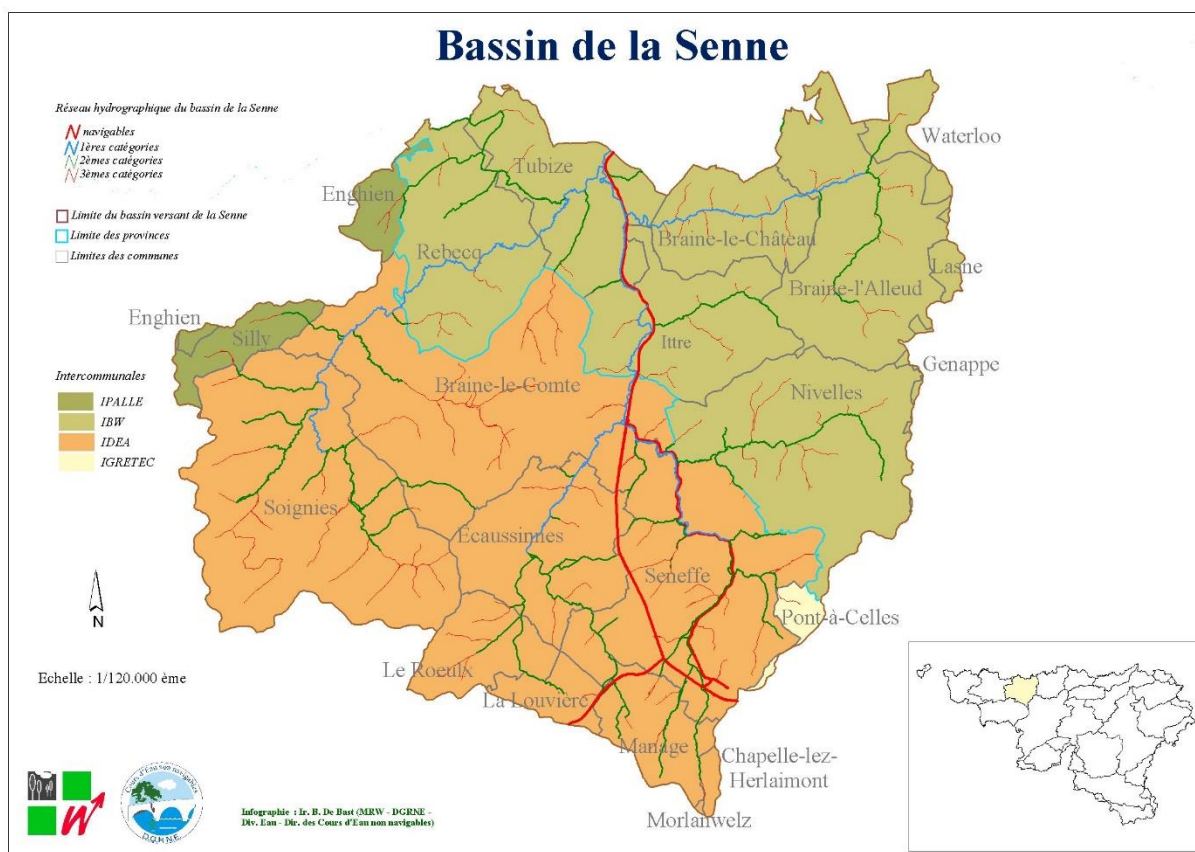 Bassin de la Senne
Réseau hydrographique du bassin de la Senne
navigables
1ères catégories
2èmes catégories
3èmes catégories
Limite du bassin versant de la Senne
Limite des provinces
Limites des communes
Intercommunales
IPALLE
IBW
IDEA
IGRETEC
Waterloo
Tubize
Enghien
Braine-le-Château
Rebecq
Lasne
Braine-l'Alleud
Enghien
Silly
Ittre
Genappe
Braine-le-Comte
Nivelles
Soignies
Ecaussinnes
Seneffe
Pont-à-Celles
Le Roeulx
La Louvière
Manage
Chapelle-lez-
Herlaimont
Morlanwelz
N
Echelle : 1/120.000 ème
Cours d'Eau non navigables
D.G.R.N.E.
Infographie : Ir. B. De Bast (MRW - DGRNE -
Div. Eau - Dir. des Cours d'Eau non navigables)